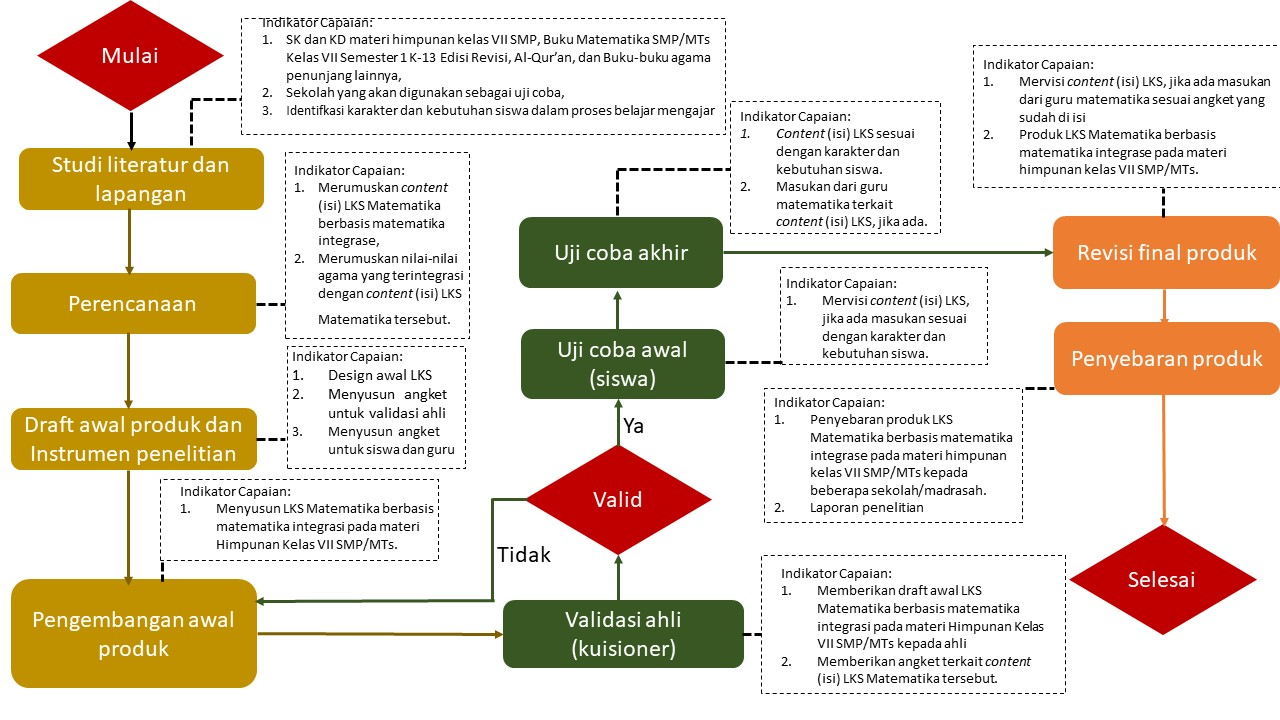 Mulai
Indikator Capaian:
1. SK dan KD materi himpunan kelas VII SMP, Buku Matematika SMP/MTs
Kelas VII Semester 1 K-13 Edisi Revisi, Al-Qur'an, dan Buku-buku agama
penunjang lainnya,
2. Sekolah yang akan digunakan sebagai uji coba,
3. Identifkasi karakter dan kebutuhan siswa dalam proses belajar mengajar
Studi literatur dan
lapangan
Indikator Capaian:
1. Merumuskan content
(isi) LKS Matematika
berbasis matematika
integrase,
2. Merumuskan nilai-nilai
agama yang terintegrasi
dengan content (isi) LKS
Matematika tersebut.
Perencanaan
Indikator Capaian:
1. Design awal LKS
2. Menyusun angket
untuk validasi ahli
3. Menyusun angket
untuk siswa dan guru
Draft awal produk dan
Instrumen penelitian
Indikator Capaian:
1. Menyusun LKS Matematika berbasis
matematika integrasi pada materi
Himpunan Kelas VII SMP/MTs.
Pengembangan awal
produk
Validasi ahli
(kuisioner)
Indikator Capaian:
1. Memberikan draft awal LKS
Matematika berbasis matematika
integrasi pada materi Himpunan Kelas
VII SMP/MTs kepada ahli
2. Memberikan angket terkait content
(isi) LKS Matematika tersebut.
Valid
Tidak
Ya
Uji coba awal
(siswa)
Indikator Capaian:
1. Mervisi content (isi) LKS,
jika ada masukan sesuai
dengan karakter dan
kebutuhan siswa.
Uji coba akhir
Indikator Capaian:
1. Content (isi) LKS sesuai
dengan karakter dan
kebutuhan siswa.
2. Masukan dari guru
matematika terkait
content (isi) LKS, jika ada.
Indikator Capaian:
1. Mervisi content (isi) LKS, jika ada masukan
dari guru matematika sesuai angket yang
sudah di isi
2. Produk LKS Matematika berbasis
matematika integrase pada materi
himpunan kelas VII SMP/MTs.
Revisi final produk
Penyebaran produk
Indikator Capaian:
1. Penyebaran produk LKS
Matematika berbasis matematika
integrase pada materi himpunan
kelas VII SMP/MTs kepada
beberapa sekolah/madrasah.
2. Laporan penelitian
Selesai